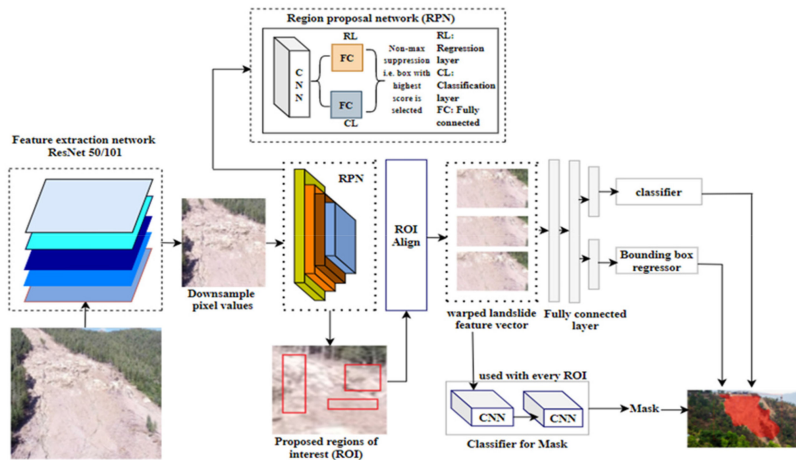 Region proposal network (RPN)
RL
FC
C
N
N
FC
CL
Non-max
suppression
i.e. box with
highest
score is
selected
RL:
Regression
layer
CL:
Classification
layer
FC: Fully
connected
Feature extraction network
ResNet 50/101
Downsample
pixel values
RPN
ROI
Align
Proposed regions of
interest (ROI)
warped landslide
feature vector
Fully connected
layer
classifier
Bounding box
regressor
used with every ROI
CNN
CNN
Classifier for Mask
Mask